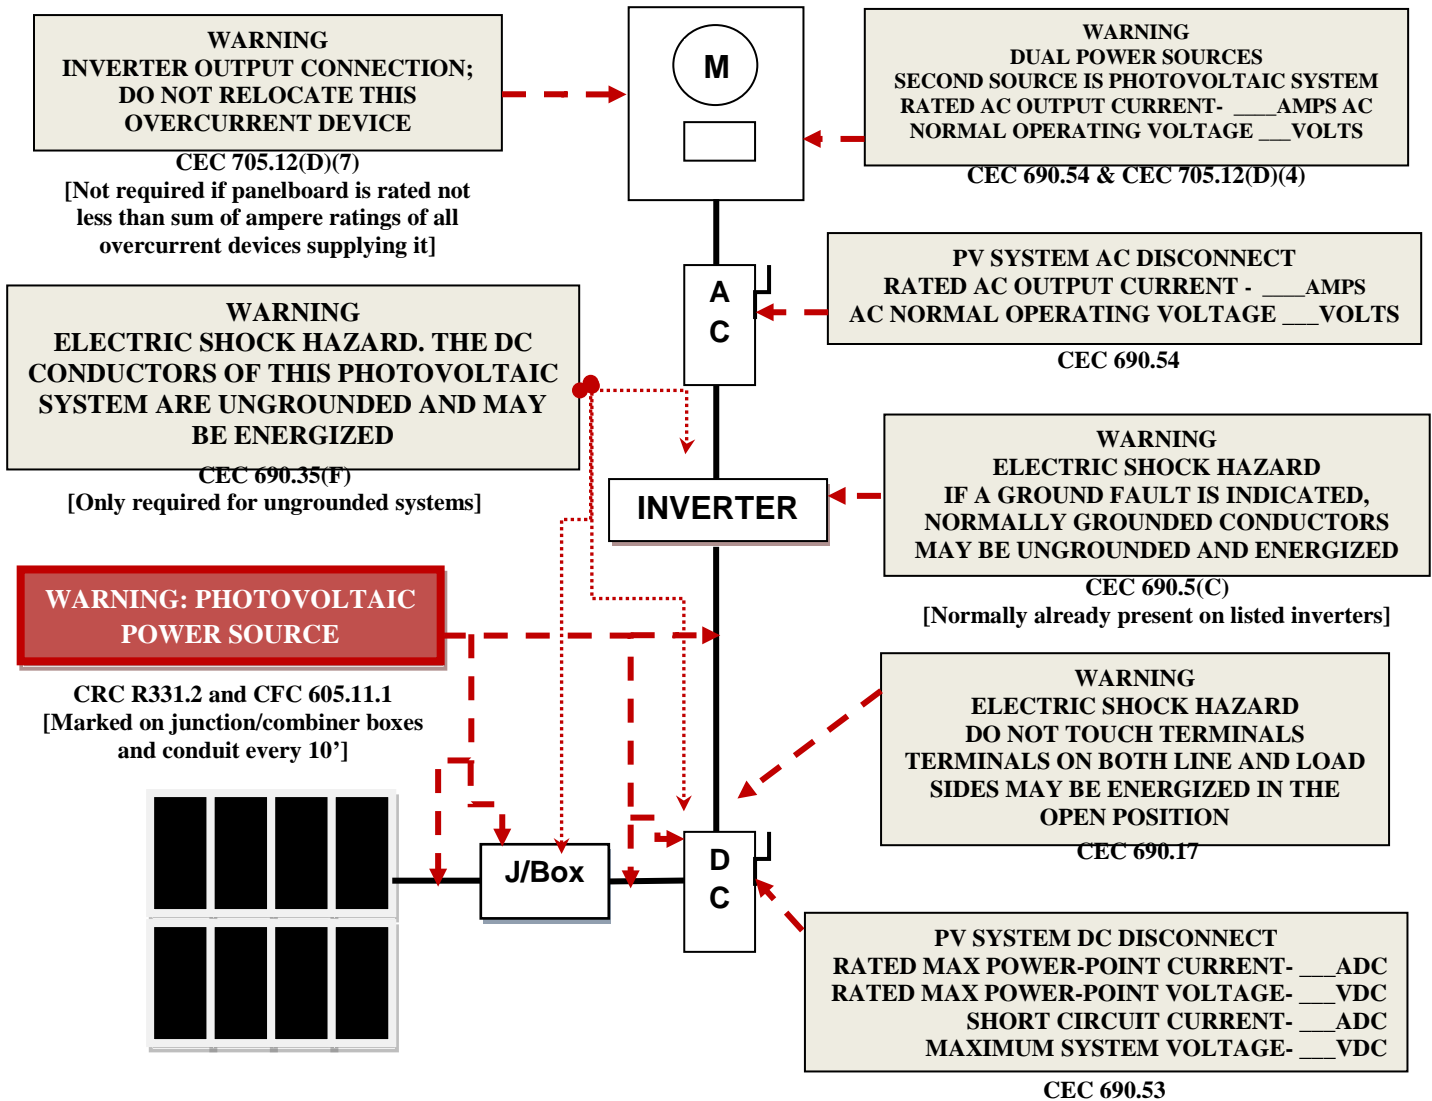 WARNING
INVERTER OUTPUT CONNECTION;
DO NOT RELOCATE THIS
OVERCURRENT DEVICE
CEC 705.12(D)(7)
[Not required if panelboard is rated not
less than sum of ampere ratings of all
overcurrent devices supplying it]
M
WARNING
DUAL POWER SOURCES
SECOND SOURCE IS PHOTOVOLTAIC SYSTEM
RATED AC OUTPUT CURRENT- ____AMPS AC
NORMAL OPERATING VOLTAGE ___VOLTS
CEC 690.54 & CEC 705.12(D)(4)
A
C
PV SYSTEM AC DISCONNECT
RATED AC OUTPUT CURRENT - ____AMPS
AC NORMAL OPERATING VOLTAGE ___VOLTS
CEC 690.54
WARNING
ELECTRIC SHOCK HAZARD. THE DC
CONDUCTORS OF THIS PHOTOVOLTAIC
SYSTEM ARE UNGROUNDED AND MAY
BE ENERGIZED
CEC 690.35(F)
[Only required for ungrounded systems]
INVERTER
WARNING
ELECTRIC SHOCK HAZARD
IF A GROUND FAULT IS INDICATED,
NORMALLY GROUNDED CONDUCTORS
MAY BE UNGROUNDED AND ENERGIZED
CEC 690.5(C)
[Normally already present on listed inverters]
WARNING: PHOTOVOLTAIC
POWER SOURCE
CRC R331.2 and CFC 605.11.1
[Marked on junction/combiner boxes
and conduit every 10’]
WARNING
ELECTRIC SHOCK HAZARD
DO NOT TOUCH TERMINALS
TERMINALS ON BOTH LINE AND LOAD
SIDES MAY BE ENERGIZED IN THE
OPEN POSITION
CEC 690.17
J/Box
D
C
PV SYSTEM DC DISCONNECT
RATED MAX POWER-POINT CURRENT- ___ADC
RATED MAX POWER-POINT VOLTAGE- ___VDC
SHORT CIRCUIT CURRENT- ___ADC
MAXIMUM SYSTEM VOLTAGE- ___VDC
CEC 690.53